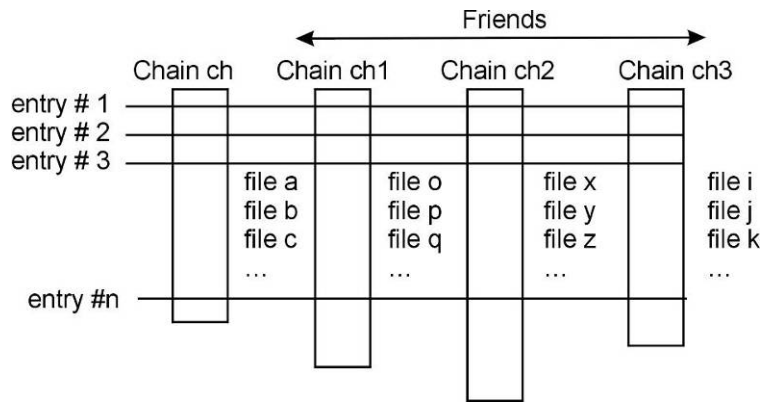 Friends
Chain ch Chain ch1 Chain ch2 Chain ch3
entry # 1
entry # 2
entry # 3
file a file o file x file i
file b file p file y file j
file c file q file z file k
... ... ... ...
entry #n